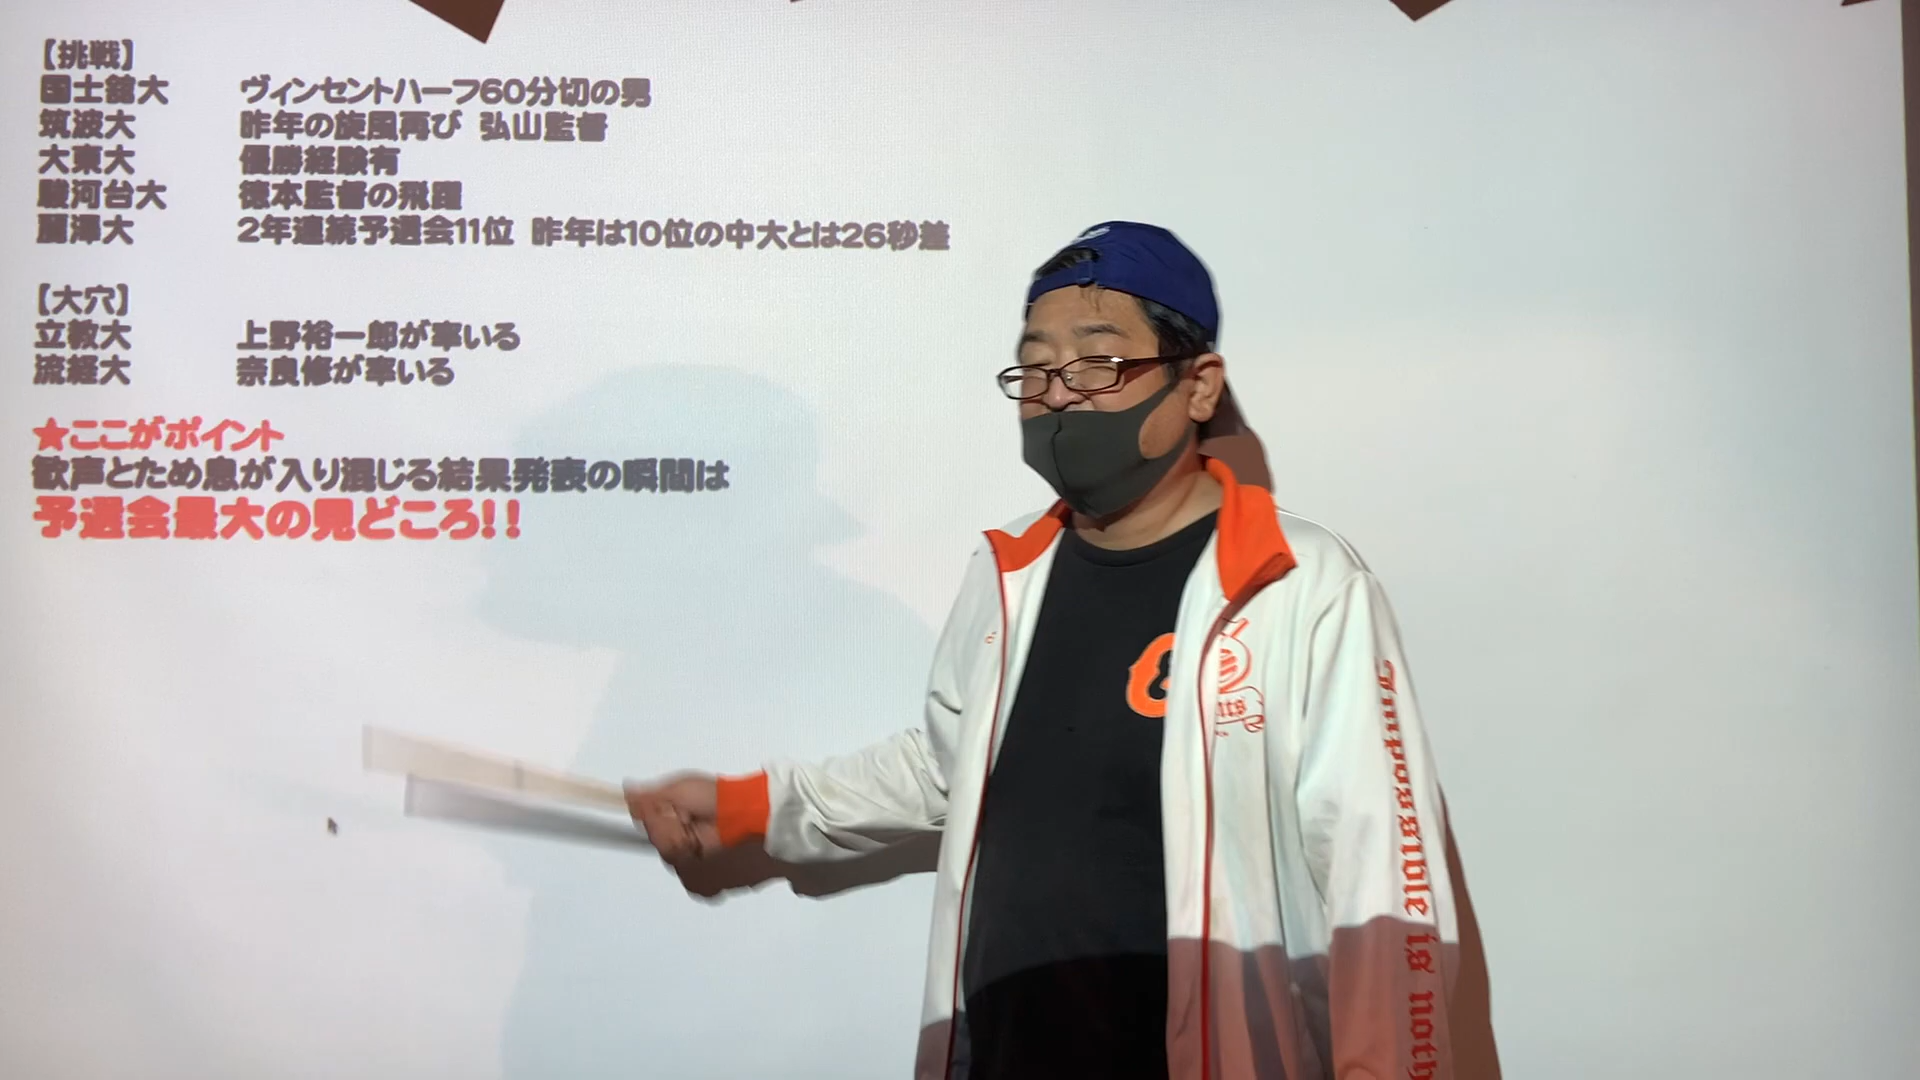 【挑戦】
国士舘大 ヴィンセントハーフ60分切の男
筑波大 昨年の旋風再び 弘山監督
大東大 優勝経験有
駿河台大 徳本監督の飛躍
麗澤大 2年連続予選会11位 昨年は10位の中大とは26秒差
【大穴】
立教大 上野裕一郎が率いる
流経大 奈良修が率いる
★ここがポイント
歓声とため息が入り混じる結果発表の瞬間は
予選会最大の見どころ!!
Impossible is noth